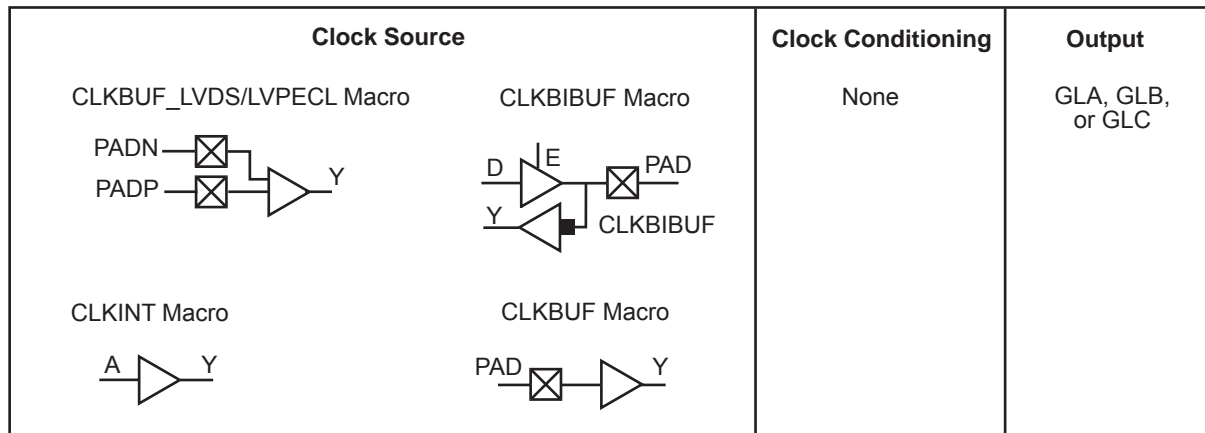 Clock Source
Clock Conditioning
Output
CLKBUF_LVDS/LVPECL Macro
CLKBIBUF Macro
None
GLA, GLB,
or GLC
PADN
PADP
Y
E
D
PAD
Y
CLKBIBUF
CLKINT Macro
CLKBUF Macro
A
Y
PAD
Y